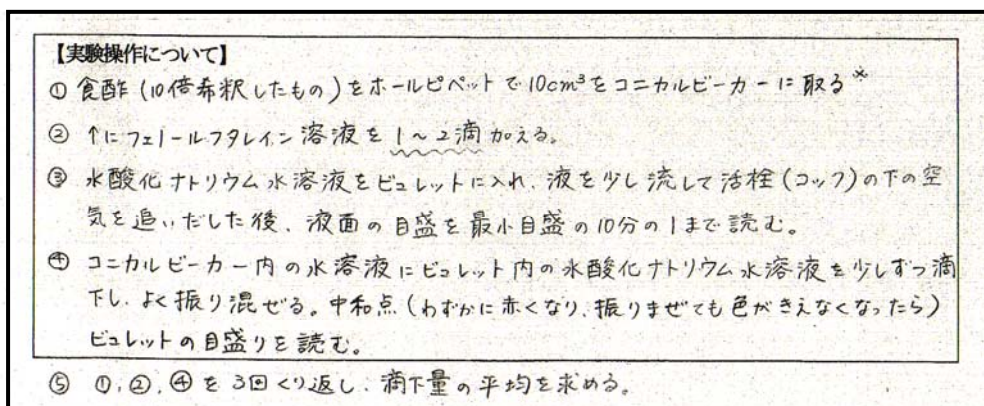 【実験操作について】
① 食酢(10倍希釈したもの)をホールピペットで10cm³をコニカルビーカーに取る※
② ↑にフェノールフタレイン溶液を1〜2滴加える。
③ 水酸化ナトリウム水溶液をビュレットに入れ、液を少し流して活栓(コック)の下の空
気を追いだした後、液面の目盛を最小目盛の10分の1まで読む。
④ コニカルビーカー内の水溶液にビュレット内の水酸化ナトリウム水溶液を少しずつ滴
下し、よく振り混ぜる。中和点(わずかに赤くなり、振りまぜても色がきえなくなったら)
ビュレットの目盛りを読む。
⑤ ①,②,④を3回くり返し、滴下量の平均を求める。